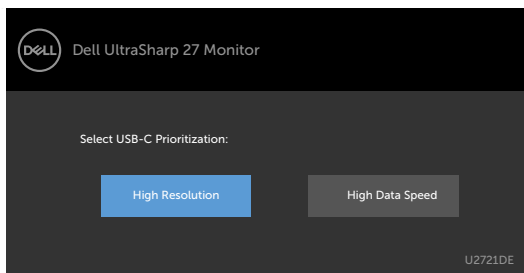 DELL
Dell UltraSharp 27 Monitor
Select USB-C Prioritization:
High Resolution
High Data Speed
U2721DE